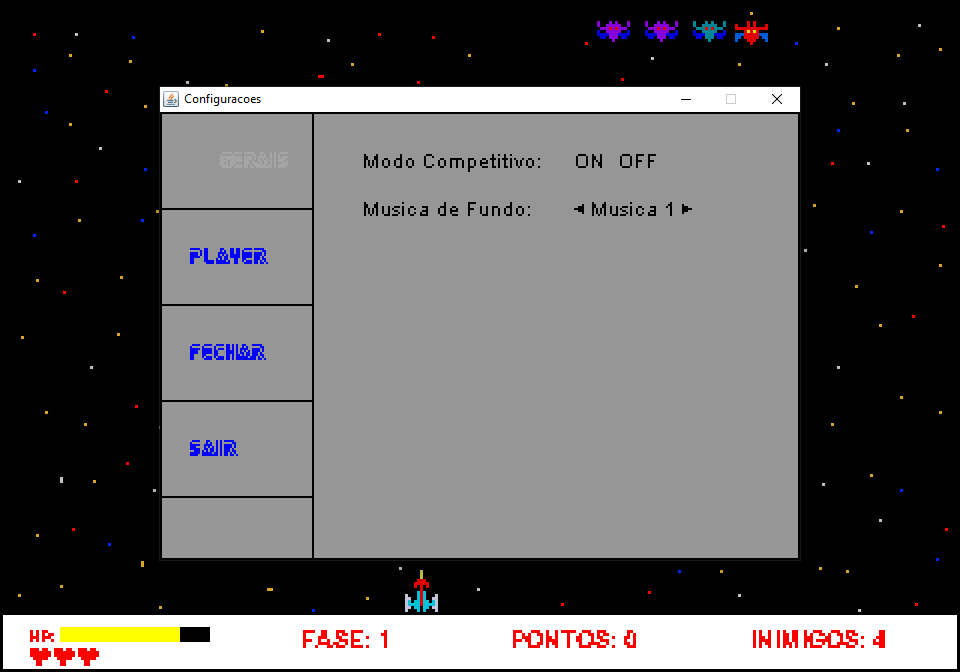 Configuracoes
GERAIS
Modo Competitivo: ON OFF
Musica de Fundo: Musica 1
PLAYER
FECHAR
SAIR
HP:
FASE: 1
PONTOS: 0
INIMIGOS: 4